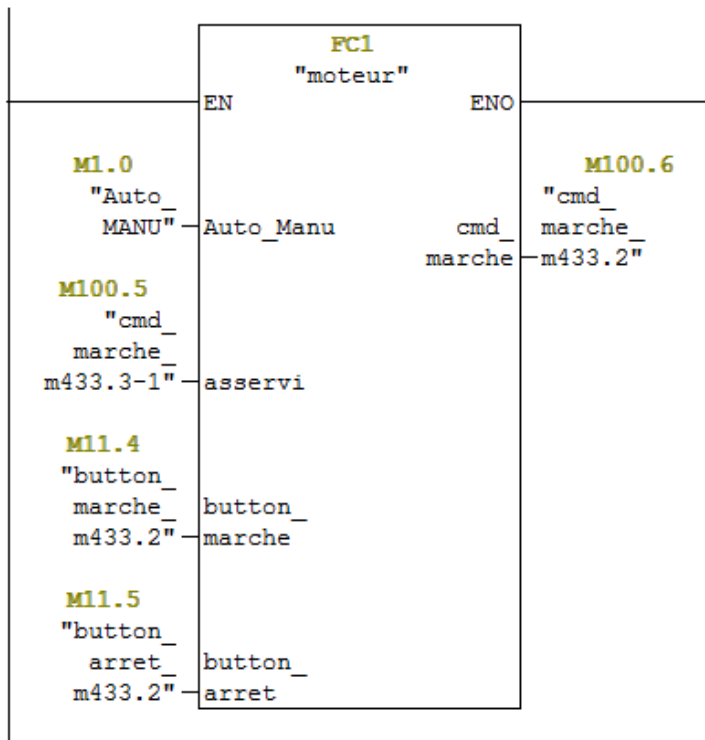 FC1
"moteur"
EN ENO
M1.0 M100.6
"Auto_ "cmd_
MANU" Auto_Manu cmd_ marche_
marche m433.2"
M100.5
"cmd_
marche_
m433.3-1" asservi
M11.4
"button_
marche_ button_
m433.2" marche
M11.5
"button_
arret_ button_
m433.2" arret